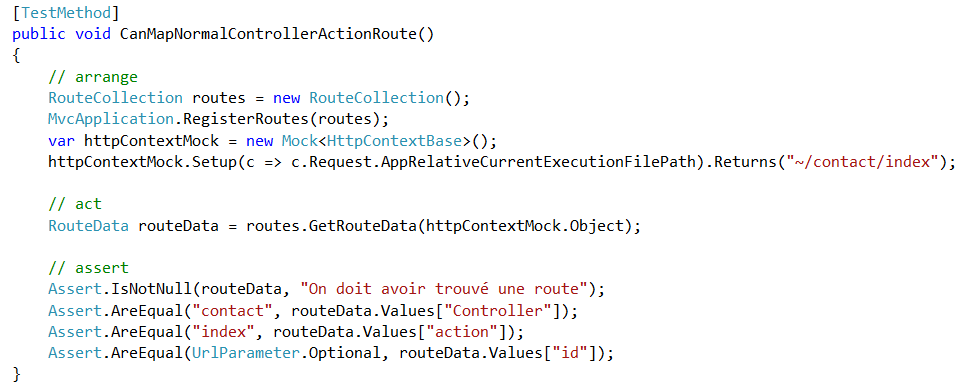 [TestMethod]
public void CanMapNormalControllerActionRoute()
{
    // arrange
    RouteCollection routes = new RouteCollection();
    MvcApplication.RegisterRoutes(routes);
    var httpContextMock = new Mock<HttpContextBase>();
    httpContextMock.Setup(c => c.Request.AppRelativeCurrentExecutionFilePath).Returns("~/contact/index");

    // act
    RouteData routeData = routes.GetRouteData(httpContextMock.Object);

    // assert
    Assert.IsNotNull(routeData, "On doit avoir trouvé une route");
    Assert.AreEqual("contact", routeData.Values["Controller"]);
    Assert.AreEqual("index", routeData.Values["action"]);
    Assert.AreEqual(UrlParameter.Optional, routeData.Values["id"]);
}